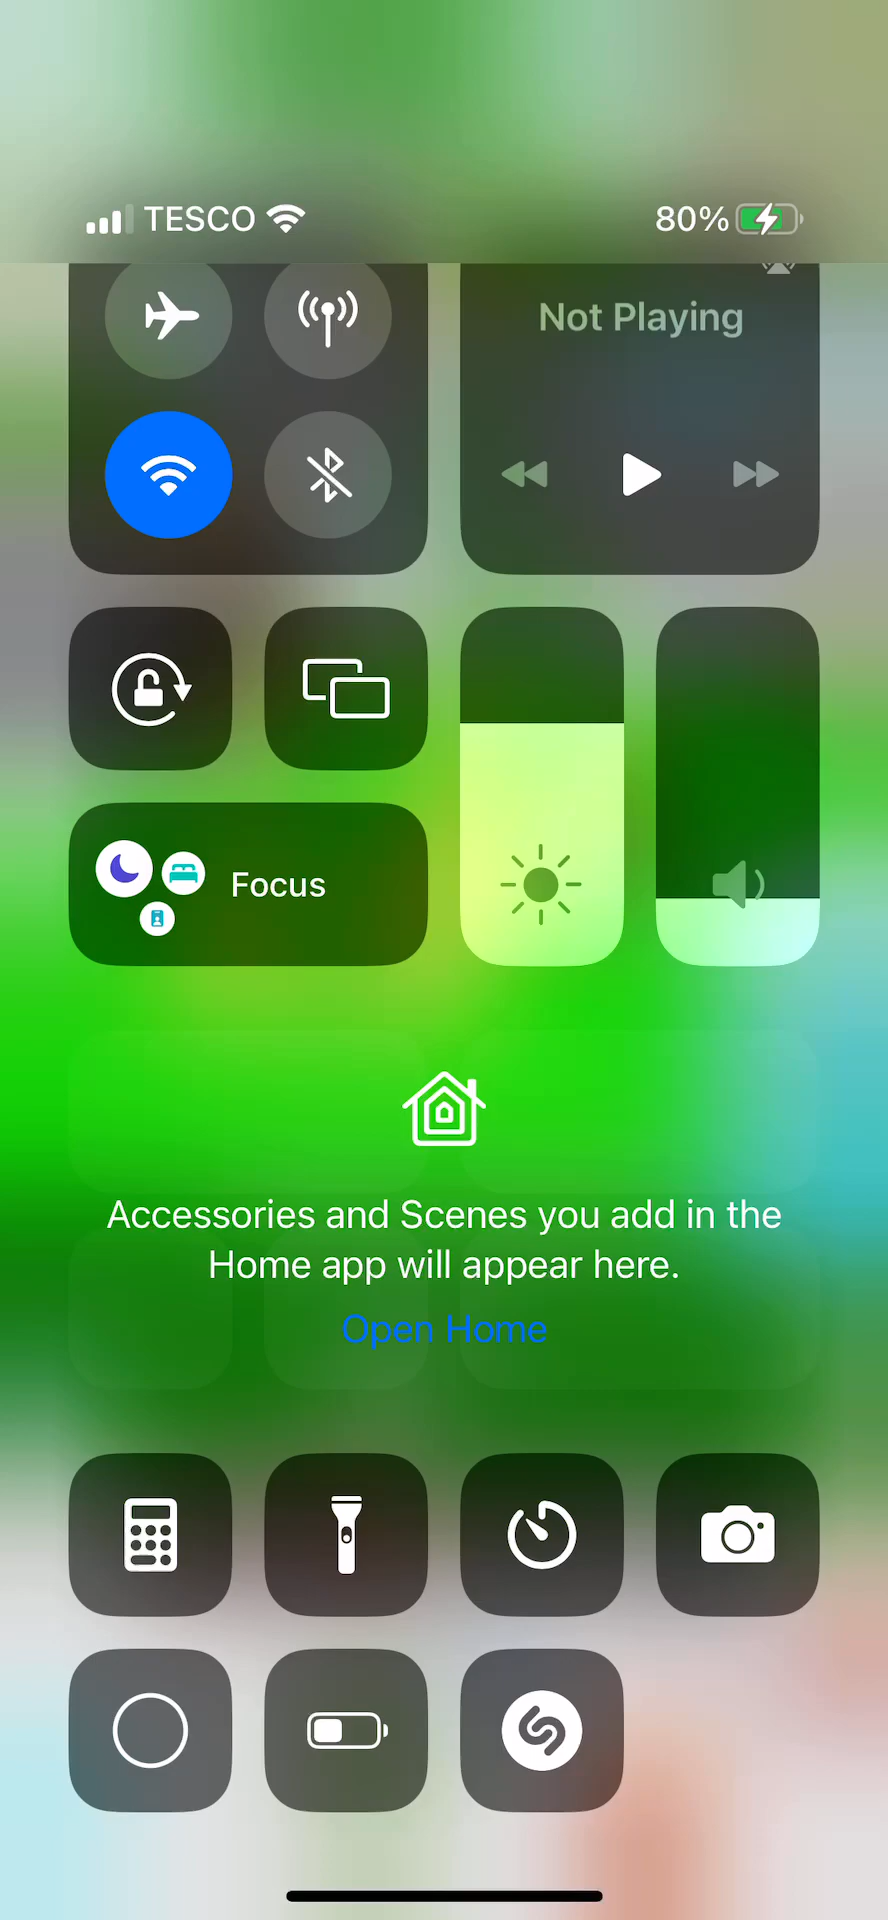 TESCO 80%
Not Playing
Focus
Accessories and Scenes you add in the
Home app will appear here.
Open Home